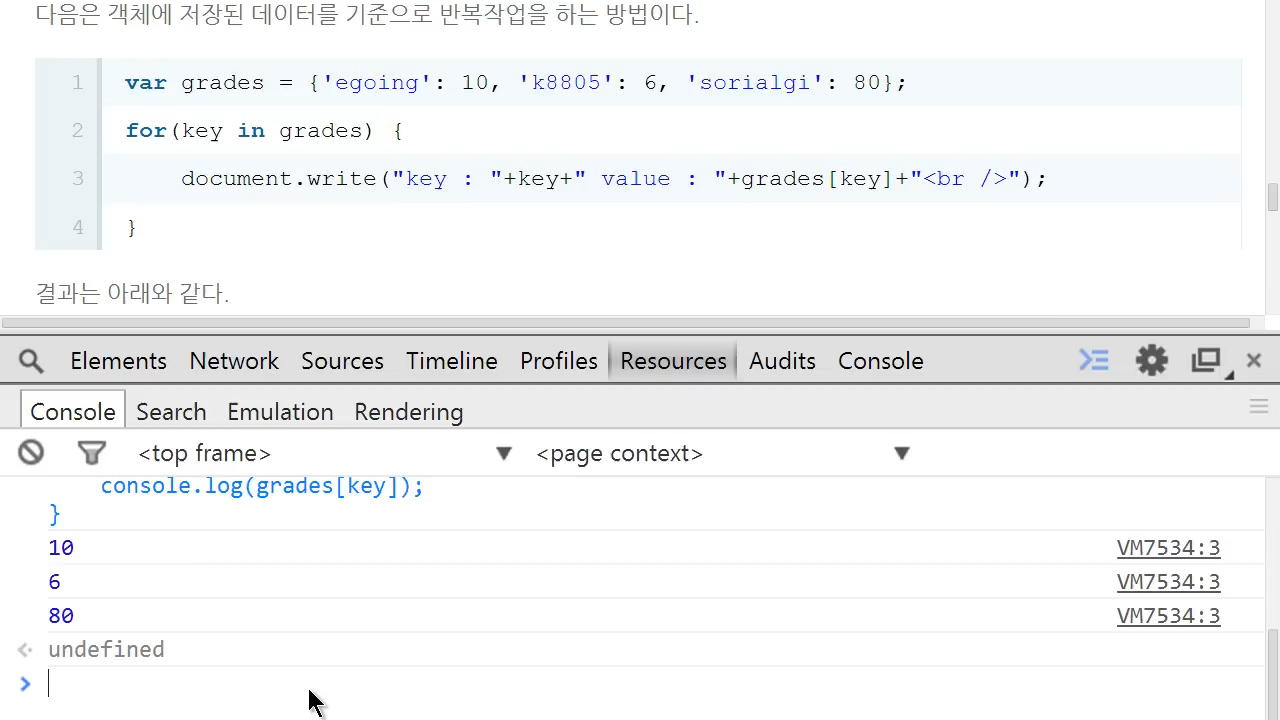 다음은 객체에 저장된 데이터를 기준으로 반복작업을 하는 방법이다.
1 var grades = {'egoing': 10, 'k8805': 6, 'sorialgi': 80};
2 for(key in grades) {
3 document.write("key : "+key+" value : "+grades[key]+"<br />");
4 }
결과는 아래와 같다.
Elements Network Sources Timeline Profiles Resources Audits Console
Console Search Emulation Rendering
<top frame> <page context>
console.log(grades[key]);
}
10 VM7534:3
6 VM7534:3
80 VM7534:3
undefined